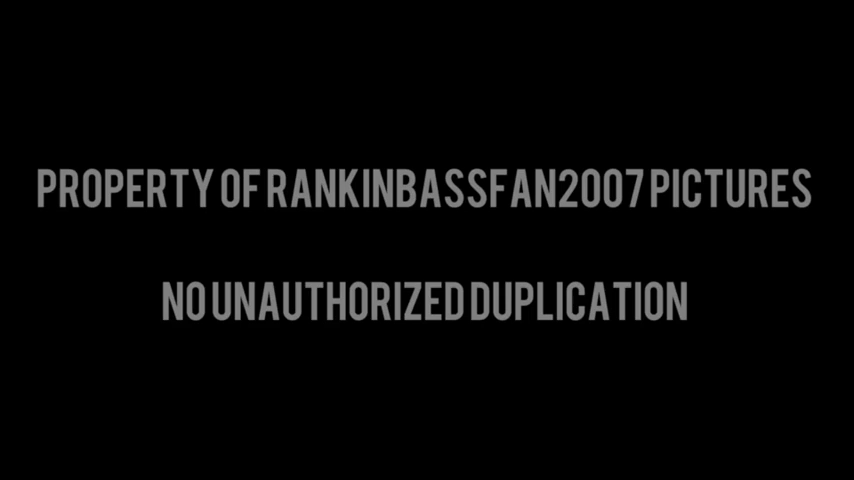 PROPERTY OF RANKINBASSFAN2007 PICTURES
NO UNAUTHORIZED DUPLICATION